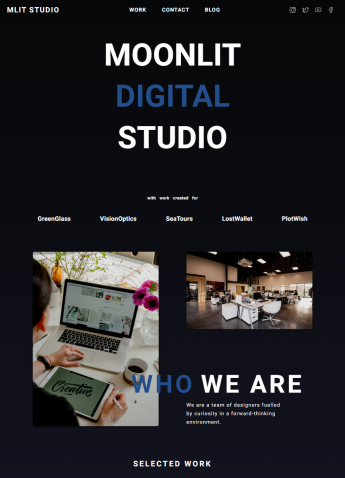 MLIT STUDIO
WORK CONTACT BLOG
MOONLIT
DIGITAL
STUDIO
with work created for
GreenGlass VisionOptics SeaTours LostWallet PlotWish
Creative
WHO WE ARE
We are a team of designers fuelled
by curiosity in a forward-thinking
environment.
SELECTED WORK